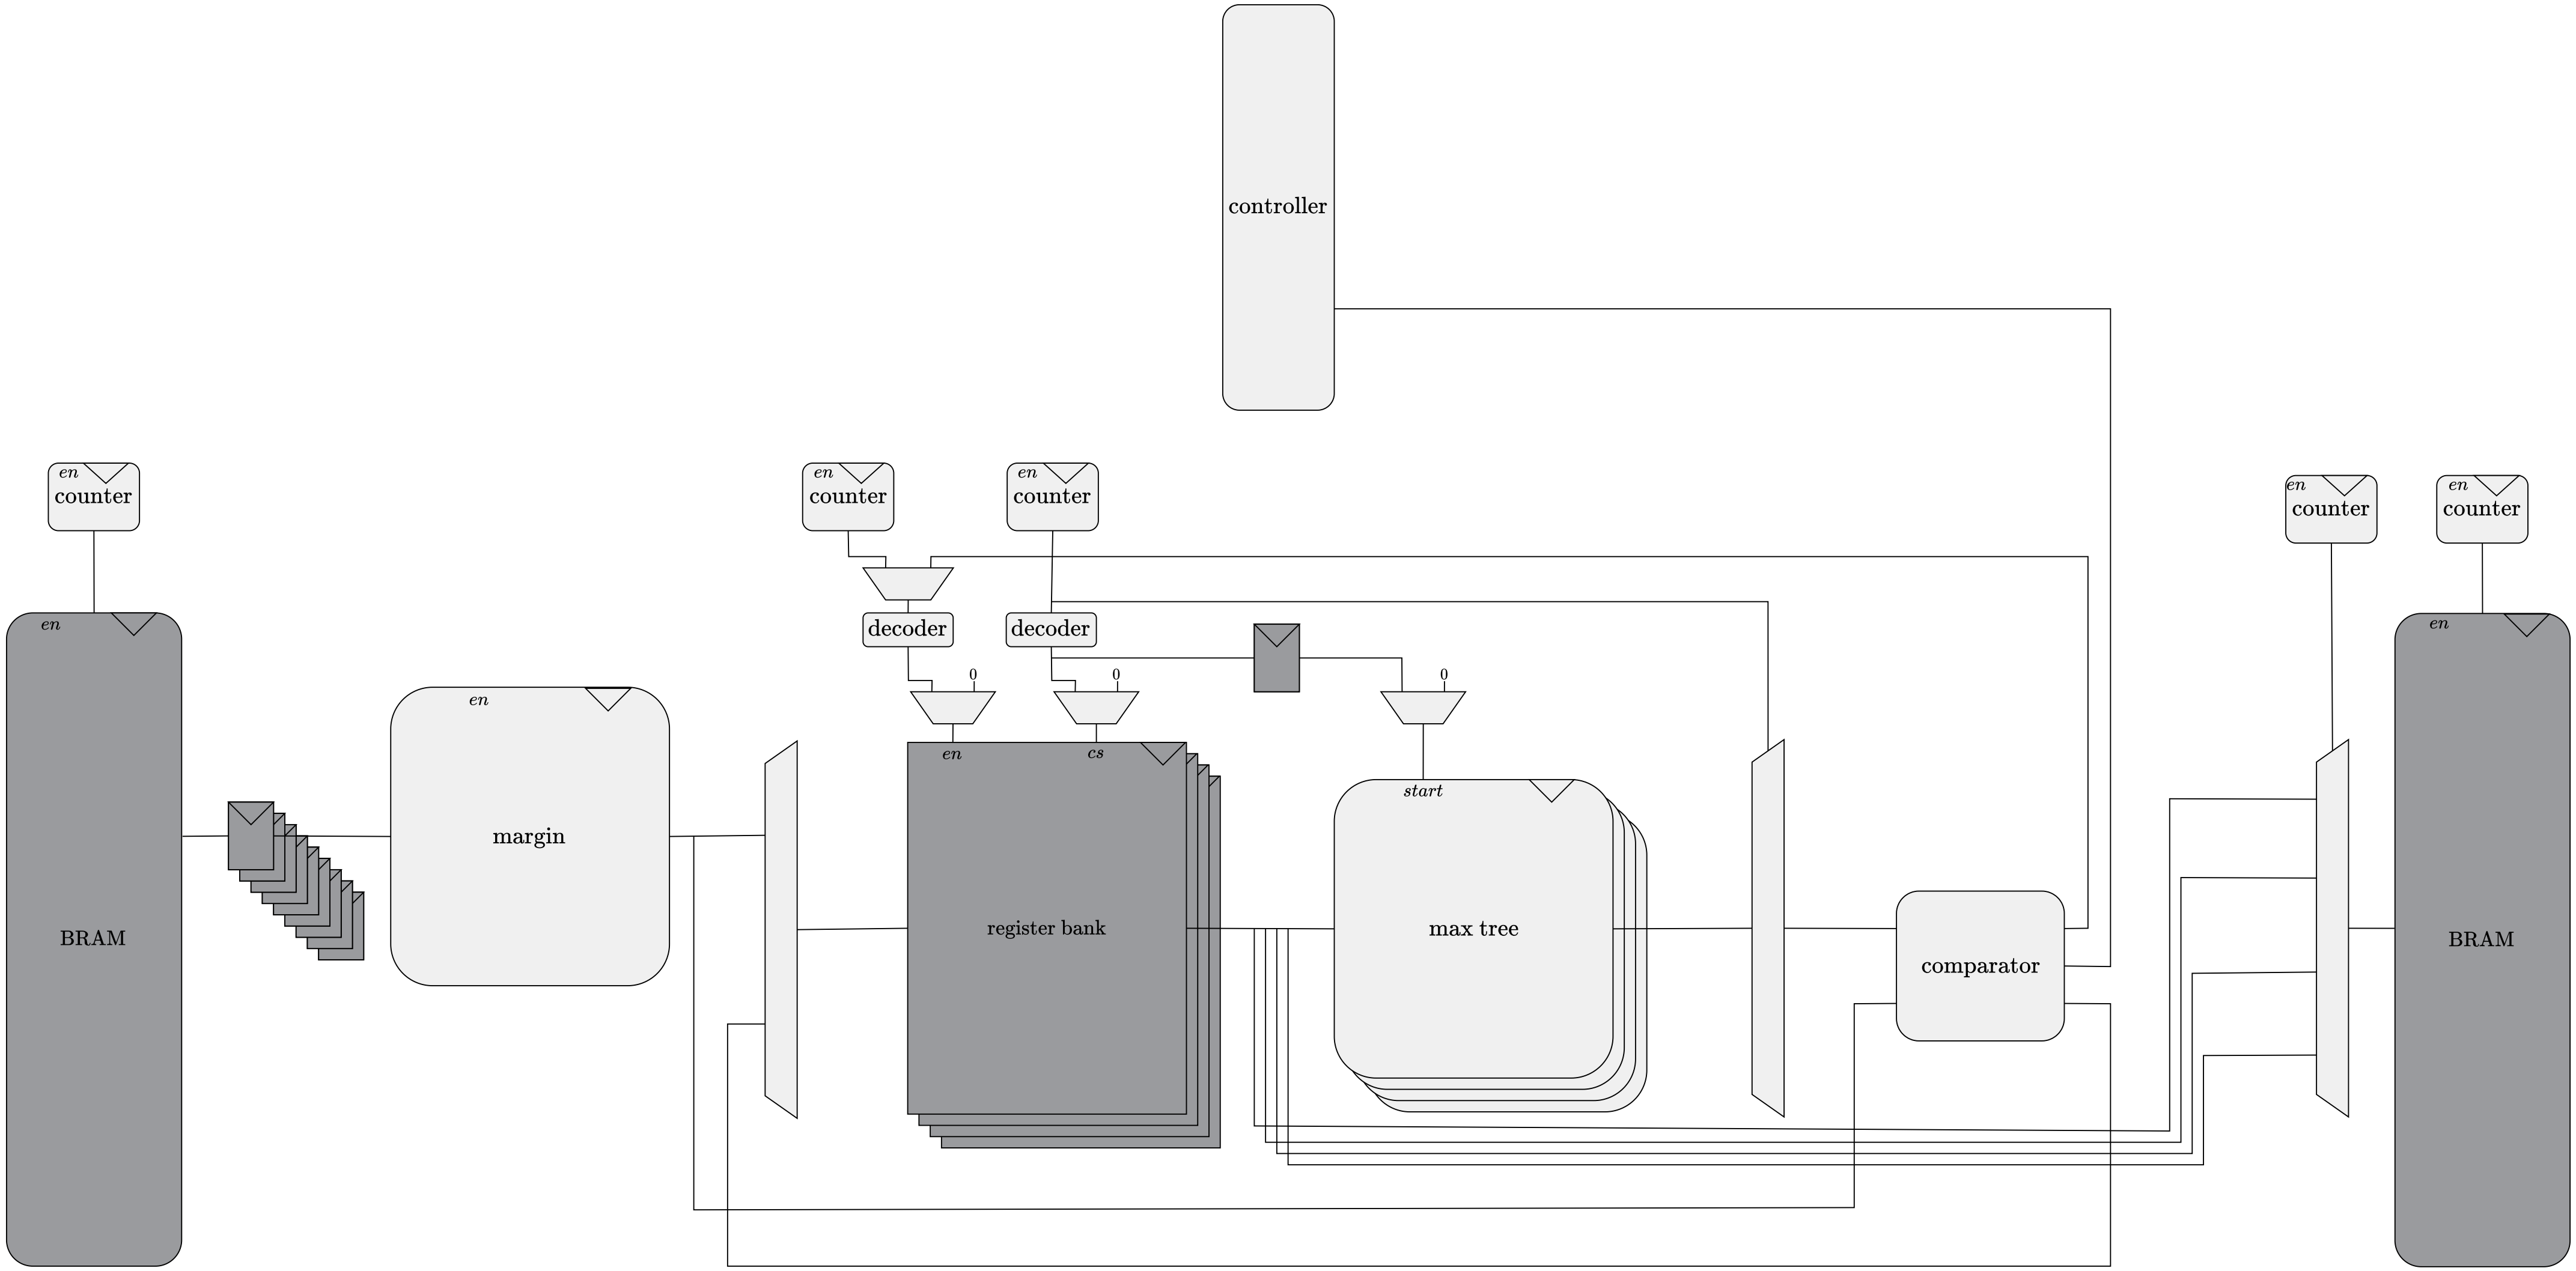 controller
en
counter
en
counter
en
counter
en
counter
en
counter
decoder
decoder
en
en
0
0
0
en
en
cs
start
margin
register bank
max tree
BRAM
comparator
BRAM